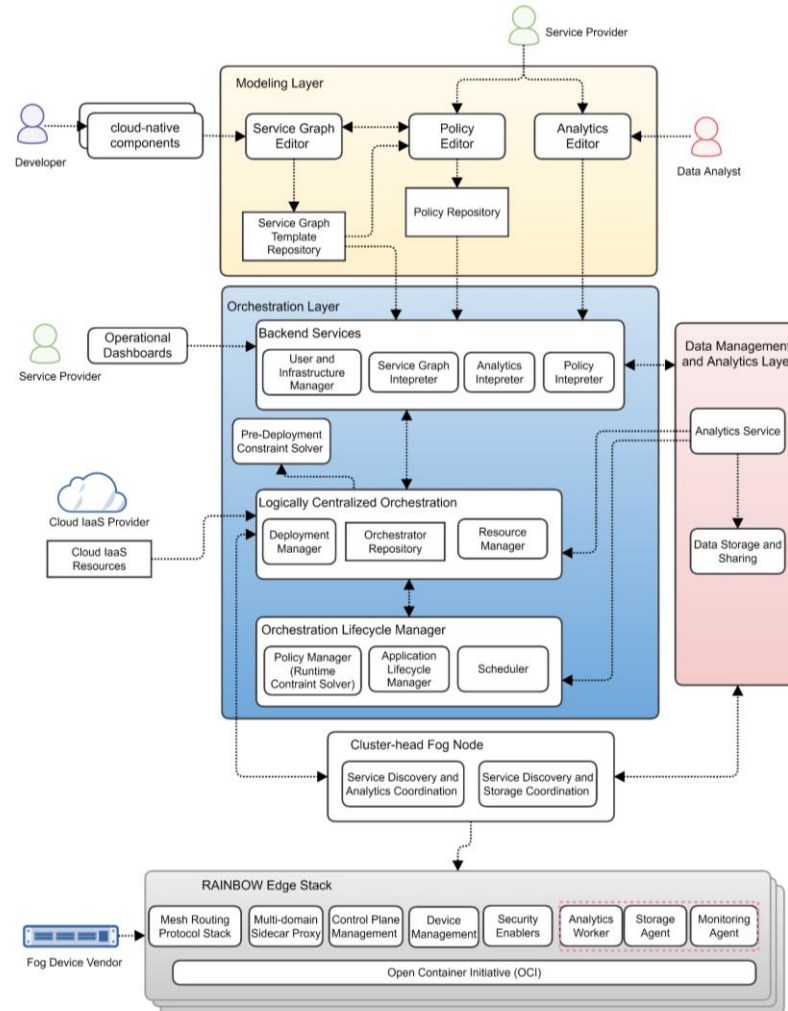 Service Provider
Modeling Layer
Developer
cloud-native
components
Service Graph
Editor
Policy
Editor
Analytics
Editor
Data Analyst
Service Graph
Template
Repository
Policy Repository
Orchestration Layer
Service Provider
Operational
Dashboards
Backend Services
User and
Infrastructure
Manager
Service Graph
Intepreter
Analytics
Intepreter
Policy
Intepreter
Data Management
and Analytics Layer
Analytics Service
Data Storage and
Sharing
Pre-Deployment
Constraint Solver
Cloud IaaS Provider
Cloud IaaS
Resources
Logically Centralized Orchestration
Deployment
Manager
Orchestrator
Repository
Resource
Manager
Orchestration Lifecycle Manager
Policy Manager
(Runtime
Contraint Solver)
Application
Lifecycle
Manager
Scheduler
Cluster-head Fog Node
Service Discovery and
Analytics Coordination
Service Discovery and
Storage Coordination
RAINBOW Edge Stack
Fog Device Vendor
Mesh Routing
Protocol Stack
Multi-domain
Sidecar Proxy
Control Plane
Management
Device
Management
Security
Enablers
Analytics
Worker
Storage
Agent
Monitoring
Agent
Open Container Initiative (OCI)